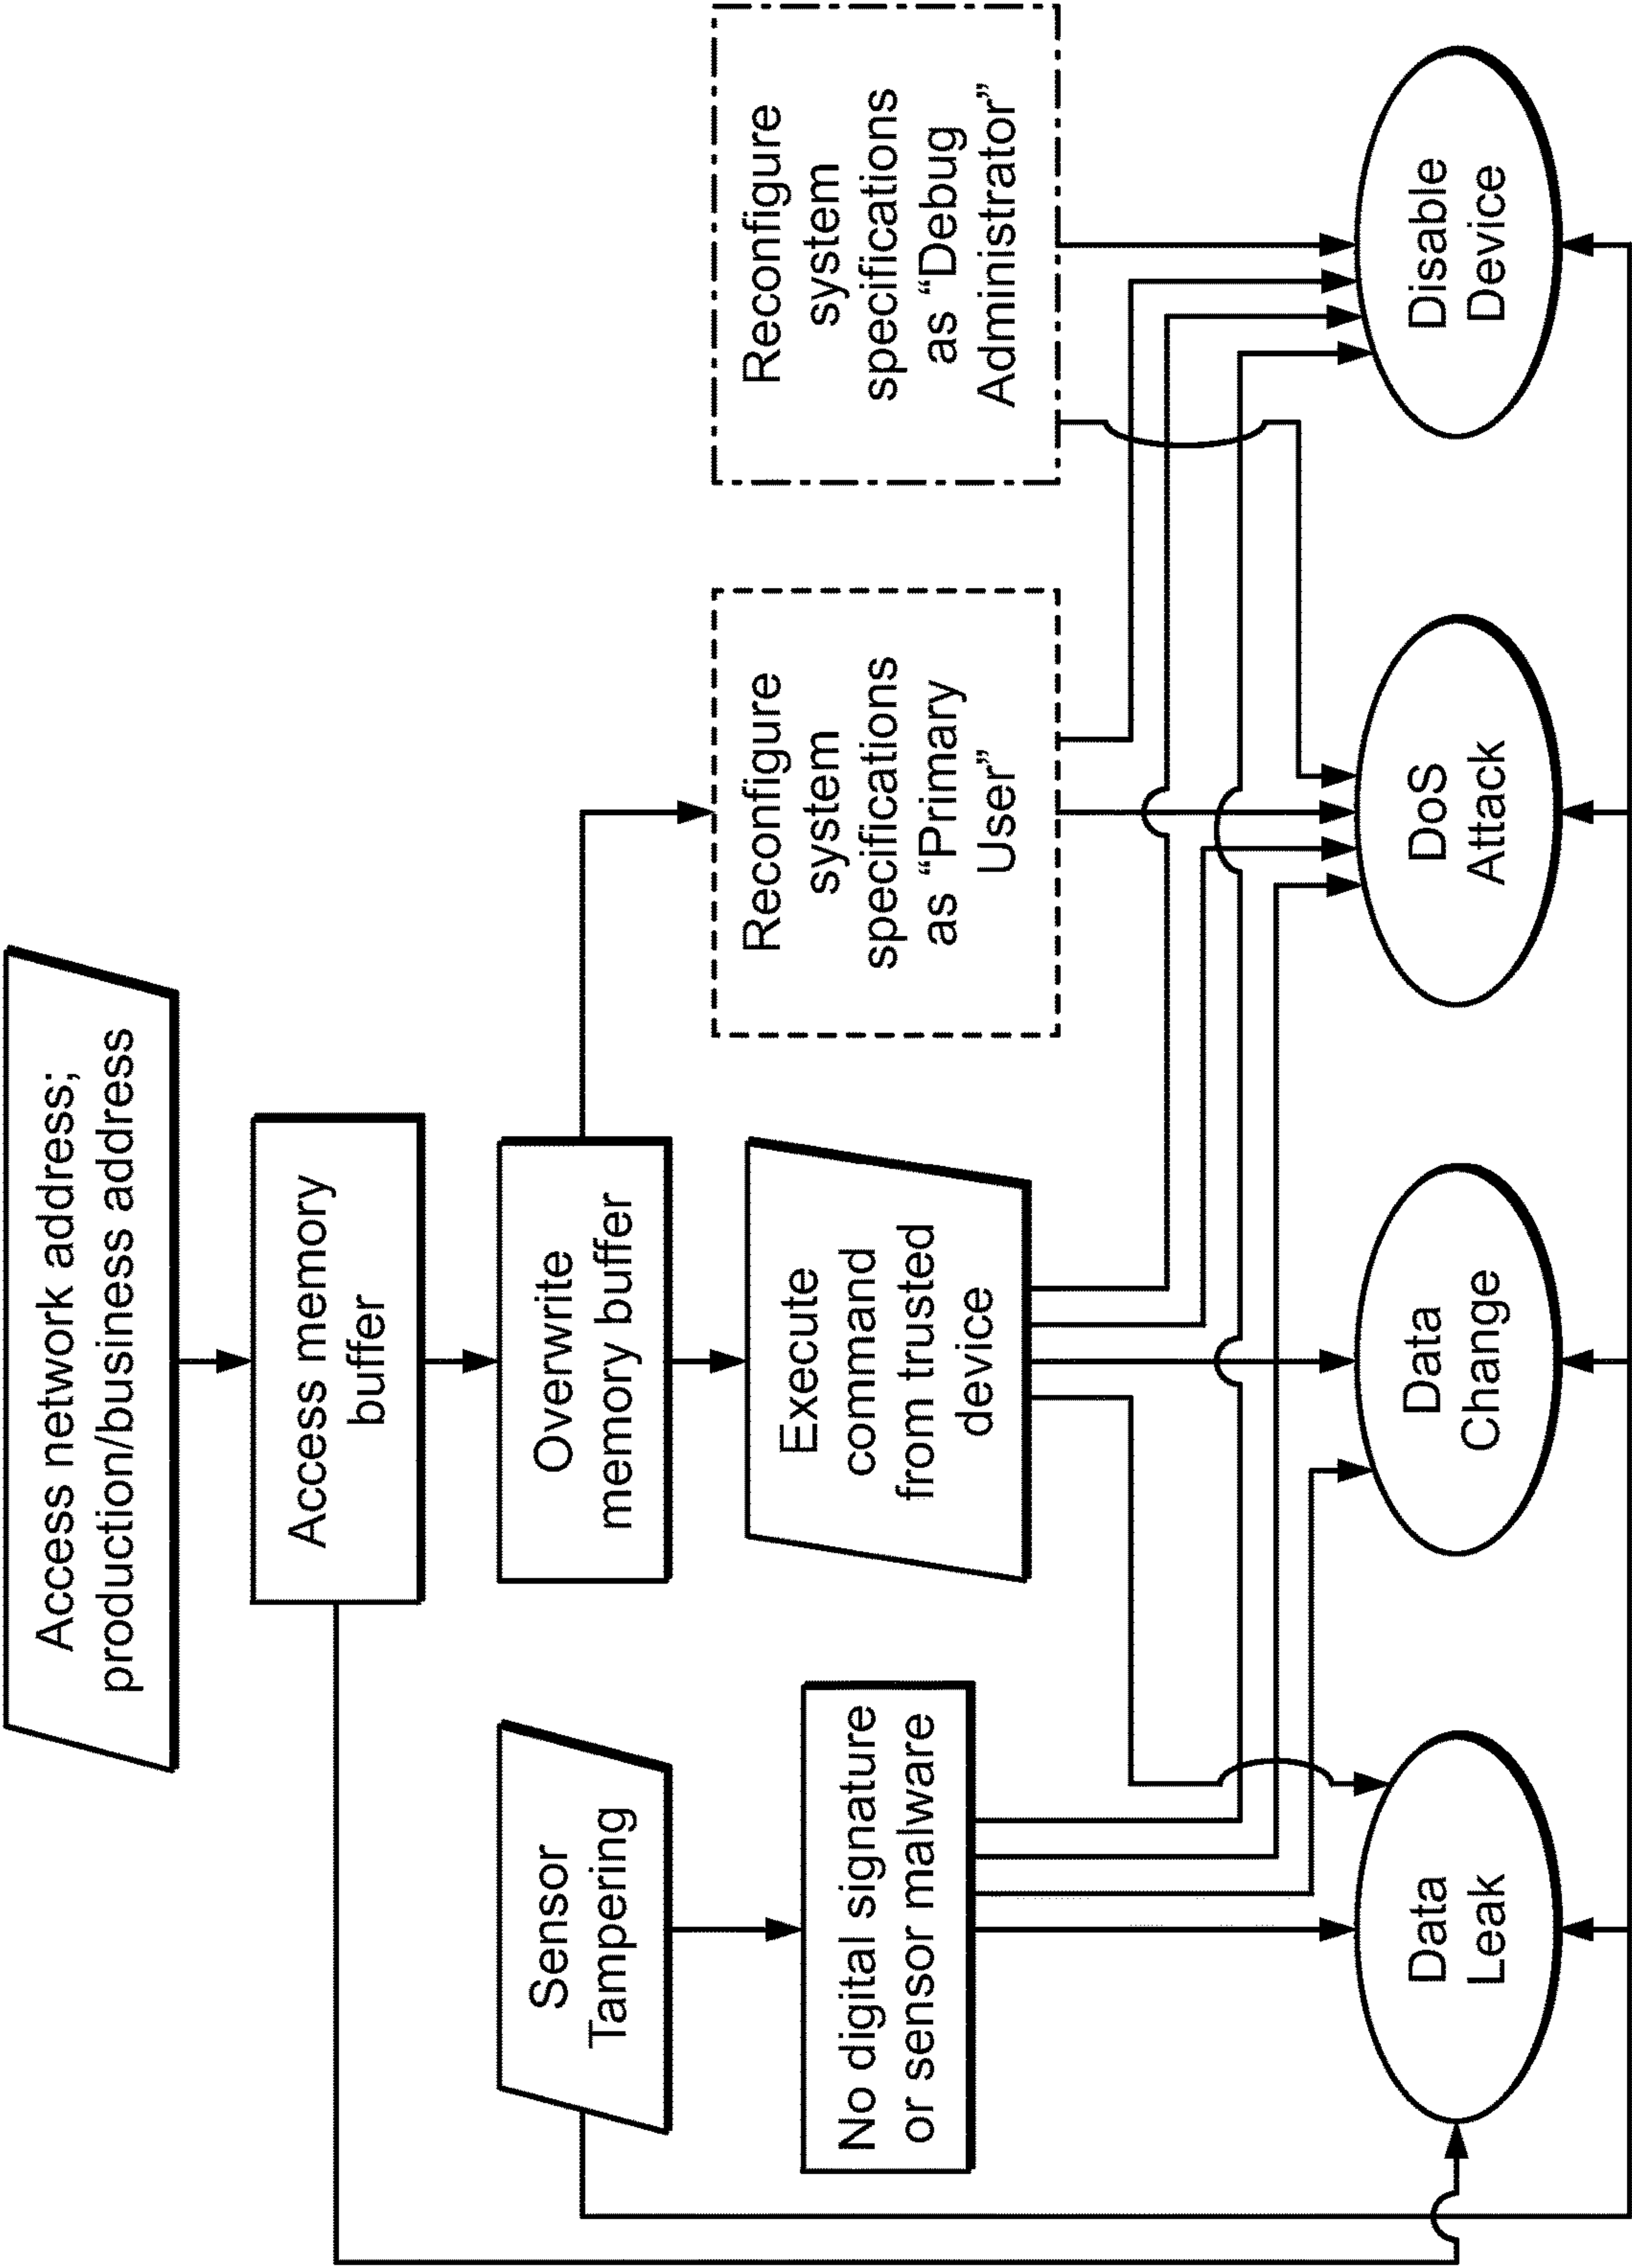 Access network address;
production/business address
Access memory
buffer
Overwrite
memory buffer
Sensor
Tampering
Execute
command
from trusted
device
Reconfigure
system
specifications
as “Primary
User”
Reconfigure
system
specifications
as “Debug
Administrator”
No digital signature
or sensor malware
Data
Leak
Data
Change
DoS
Attack
Disable
Device